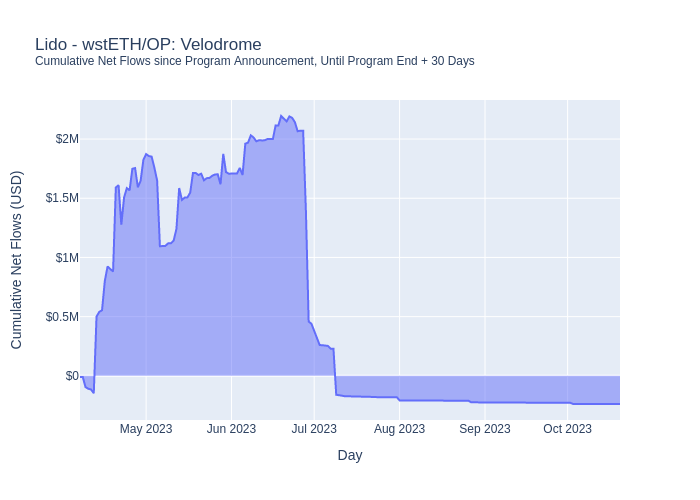 Lido - wstETH/OP: Velodrome
Cumulative Net Flows since Program Announcement, Until Program End + 30 Days
Cumulative Net Flows (USD)
$2M
$1.5M
$1M
$0.5M
$0
May 2023 Jun 2023 Jul 2023 Aug 2023 Sep 2023 Oct 2023
Day